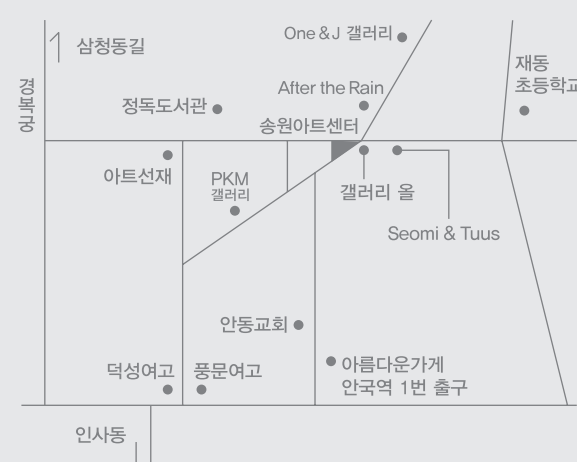 One & J 갤러리
삼청동길
재동
초등학교
경복궁
After the Rain
정독도서관
송원아트센터
아트선재
PKM
갤러리
갤러리 올
Seomi & Tuus
안동교회
아름다운가게
안국역 1번 출구
덕성여고
풍문여고
인사동